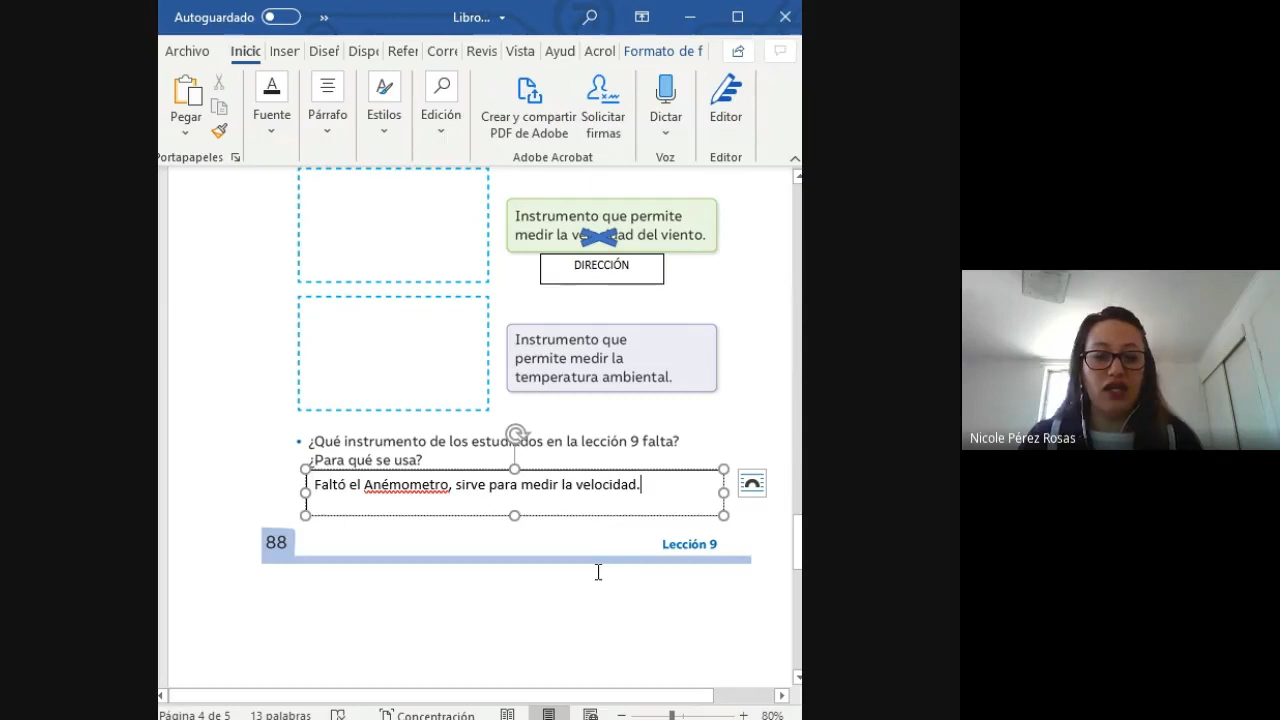 Autoguardado
Libro...
Archivo Inicio Inser Diseñ Dispo Refer Corre Revis Vista Ayud Acrol Formato de f
Pegar Fuente Párrafo Estilos Edición Crear y compartir PDF de Adobe Solicitar firmas Dictar Editor
Portapapeles Adobe Acrobat Voz Editor
Instrumento que permite
medir la velocidad del viento.
DIRECCIÓN
Instrumento que
permite medir la
temperatura ambiental.
• ¿Qué instrumento de los estudiados en la lección 9 falta?
¿Para qué se usa?
Faltó el Anémometro, sirve para medir la velocidad.
88 Lección 9
Nicole Pérez Rosas
Página 4 de 5 13 palabras Concentración 80%